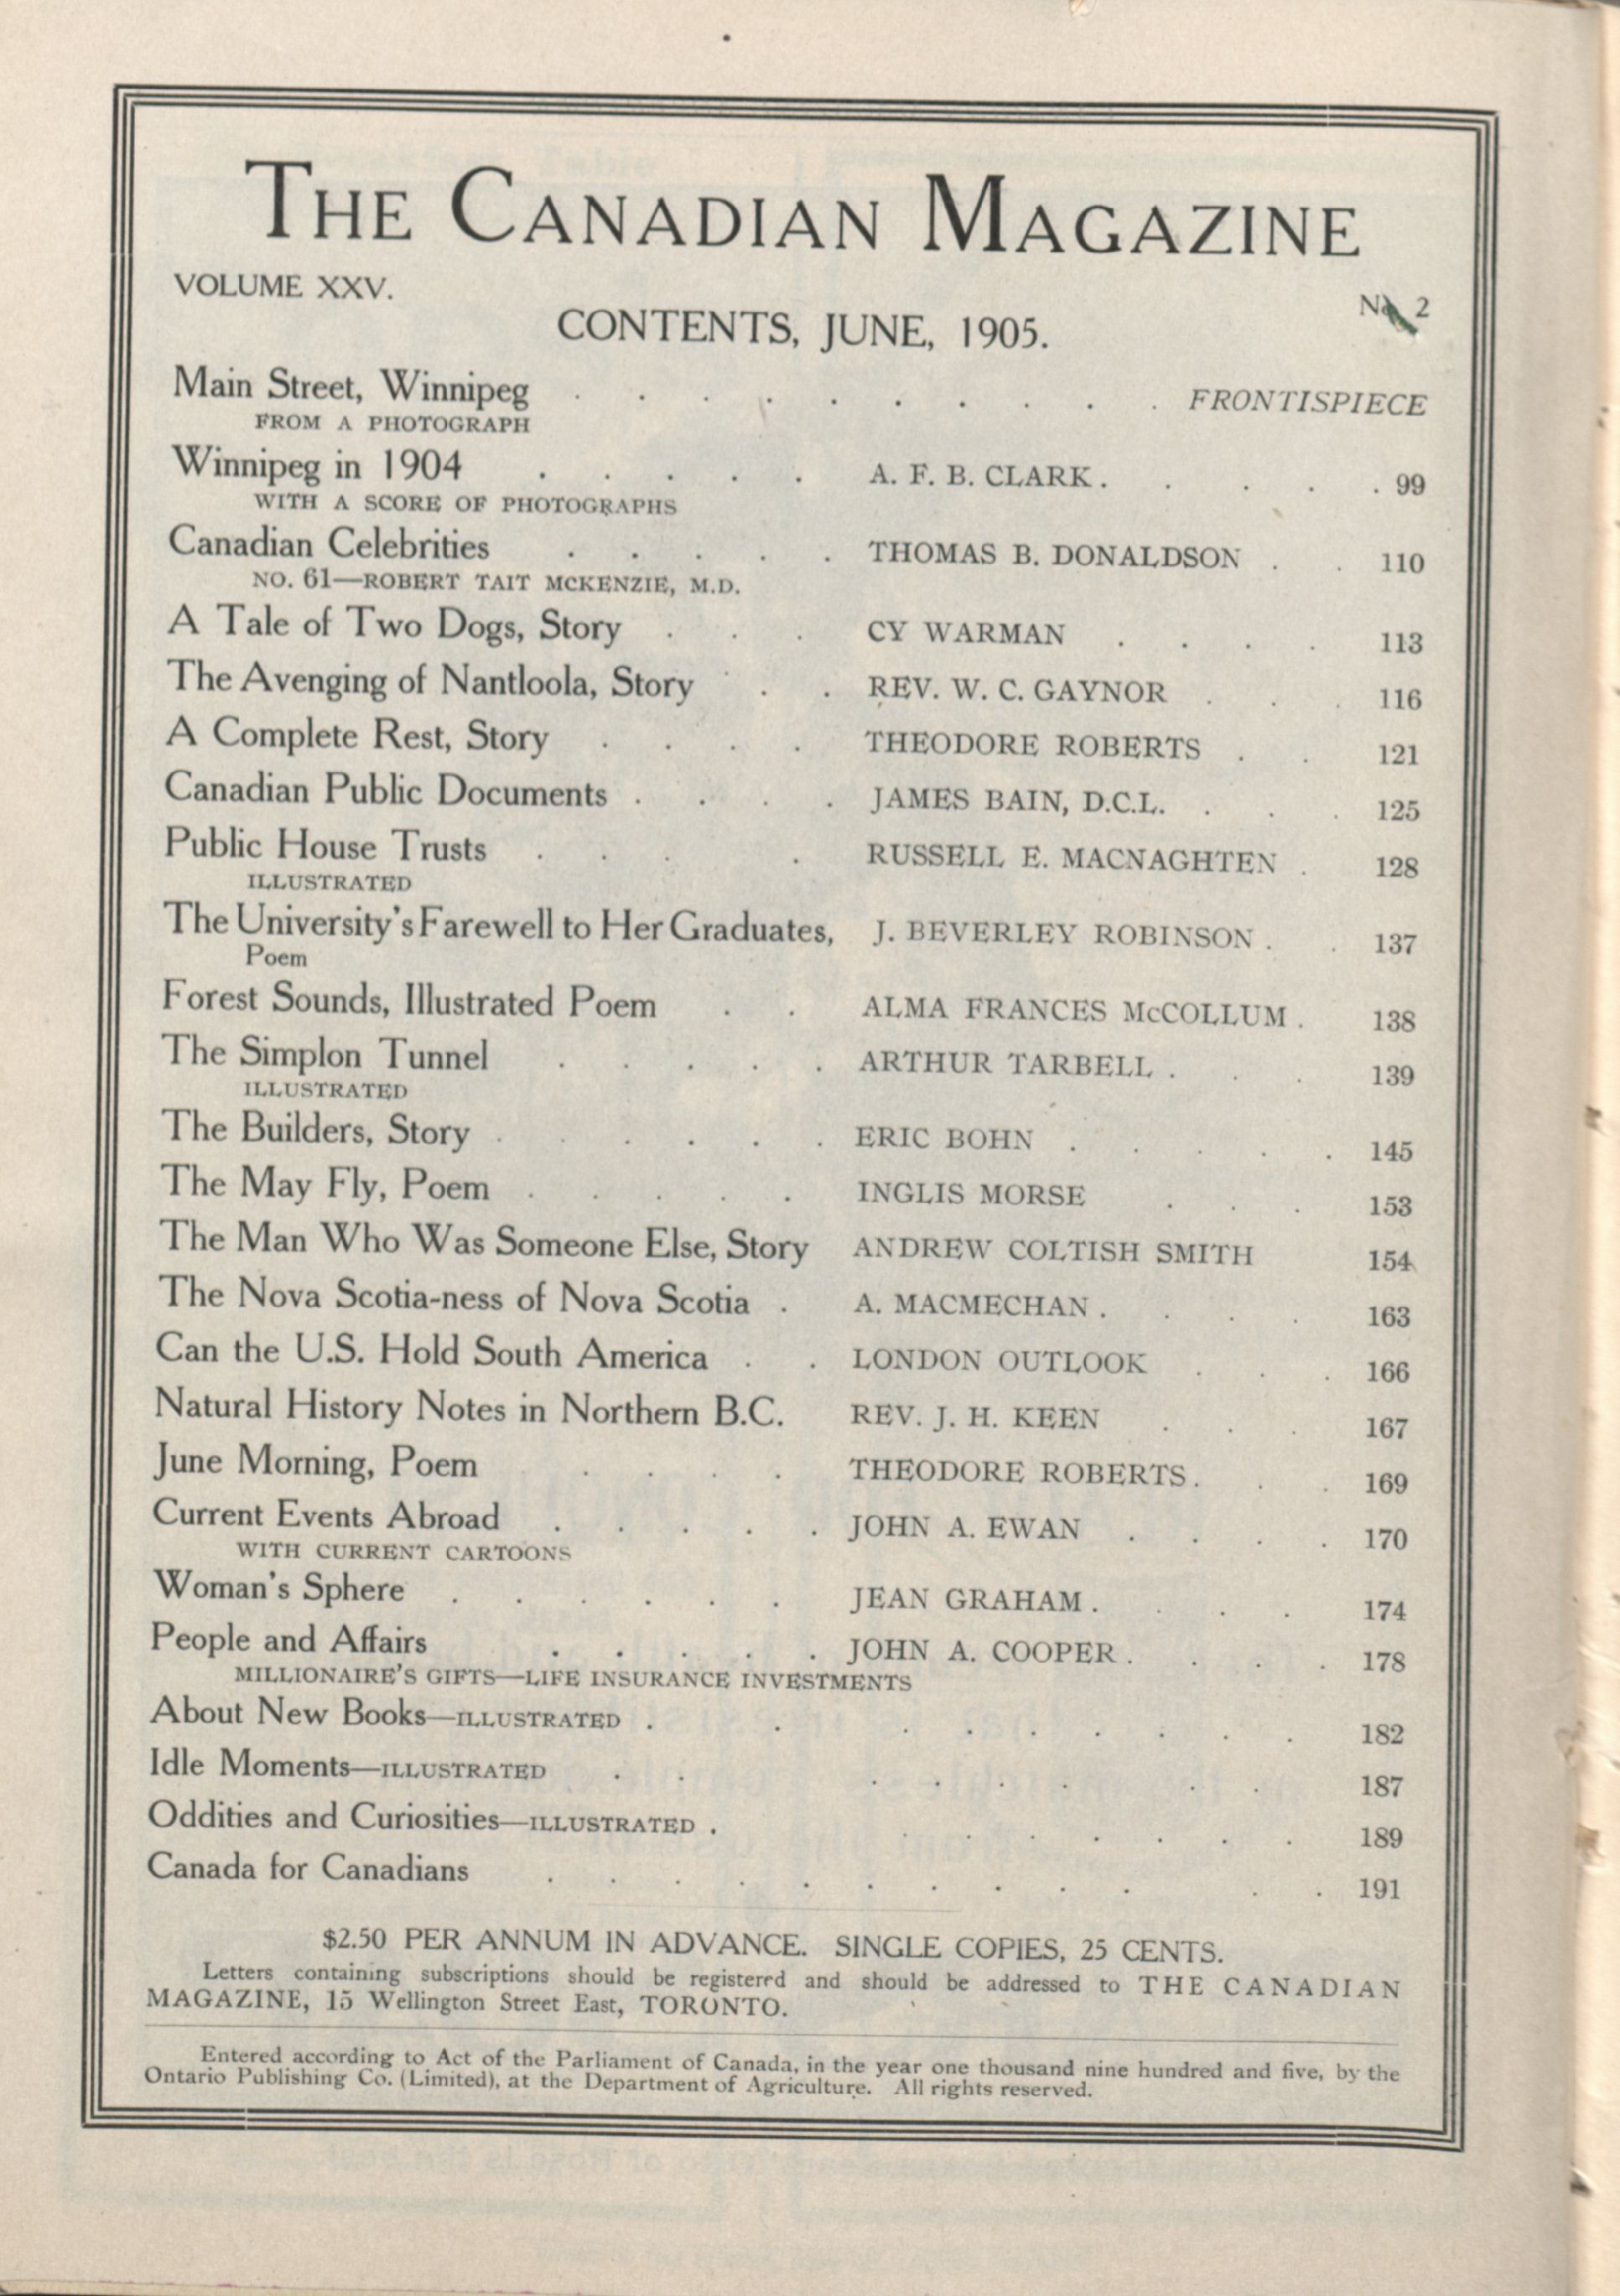 THE CANADIAN MAGAZINE
VOLUME XXV. No. 2
CONTENTS, JUNE, 1905.
Main Street, Winnipeg . . . . . . . . . . FRONTISPIECE
FROM A PHOTOGRAPH
Winnipeg in 1904 . . . . . A. F. B. CLARK . . . . . 99
WITH A SCORE OF PHOTOGRAPHS
Canadian Celebrities . . . . . THOMAS B. DONALDSON . . 110
NO. 61—ROBERT TAIT MCKENZIE, M.D.
A Tale of Two Dogs, Story . . . CY WARMAN . . . . 113
The Avenging of Nantloola, Story . . REV. W. C. GAYNOR . . . 116
A Complete Rest, Story . . . . THEODORE ROBERTS . . 121
Canadian Public Documents . . . . JAMES BAIN, D.C.L. . . . 125
Public House Trusts . . . . RUSSELL E. MACNAGHTEN . 128
ILLUSTRATED
The University's Farewell to Her Graduates, J. BEVERLEY ROBINSON . . 137
Poem
Forest Sounds, Illustrated Poem . . ALMA FRANCES McCOLLUM . 138
The Simplon Tunnel . . . . . ARTHUR TARBELL . . . 139
ILLUSTRATED
The Builders, Story . . . . . . ERIC BOHN . . . . . 145
The May Fly, Poem . . . . . INGLIS MORSE . . . 153
The Man Who Was Someone Else, Story ANDREW COLTISH SMITH 154
The Nova Scotia-ness of Nova Scotia . A. MACMECHAN . . . . 163
Can the U.S. Hold South America . . LONDON OUTLOOK . . . 166
Natural History Notes in Northern B.C. REV. J. H. KEEN . . . 167
June Morning, Poem . . . . THEODORE ROBERTS . . . 169
Current Events Abroad . . . . . JOHN A. EWAN . . . . 170
WITH CURRENT CARTOONS
Woman's Sphere . . . . . . JEAN GRAHAM . . . . 174
People and Affairs . . . . . JOHN A. COOPER . . . . 178
MILLIONAIRE'S GIFTS—LIFE INSURANCE INVESTMENTS
About New Books—ILLUSTRATED . . . . . . . . . 182
Idle Moments—ILLUSTRATED . . . . . . . . 187
Oddities and Curiosities—ILLUSTRATED . . . . . . . . 189
Canada for Canadians . . . . . . . . . . . . 191
$2.50 PER ANNUM IN ADVANCE. SINGLE COPIES, 25 CENTS.
Letters containing subscriptions should be registerrd and should be addressed to THE CANADIAN
MAGAZINE, 15 Wellington Street East, TORONTO.
Entered according to Act of the Parliament of Canada, in the year one thousand nine hundred and five, by the
Ontario Publishing Co. (Limited), at the Department of Agriculture. All rights reserved.